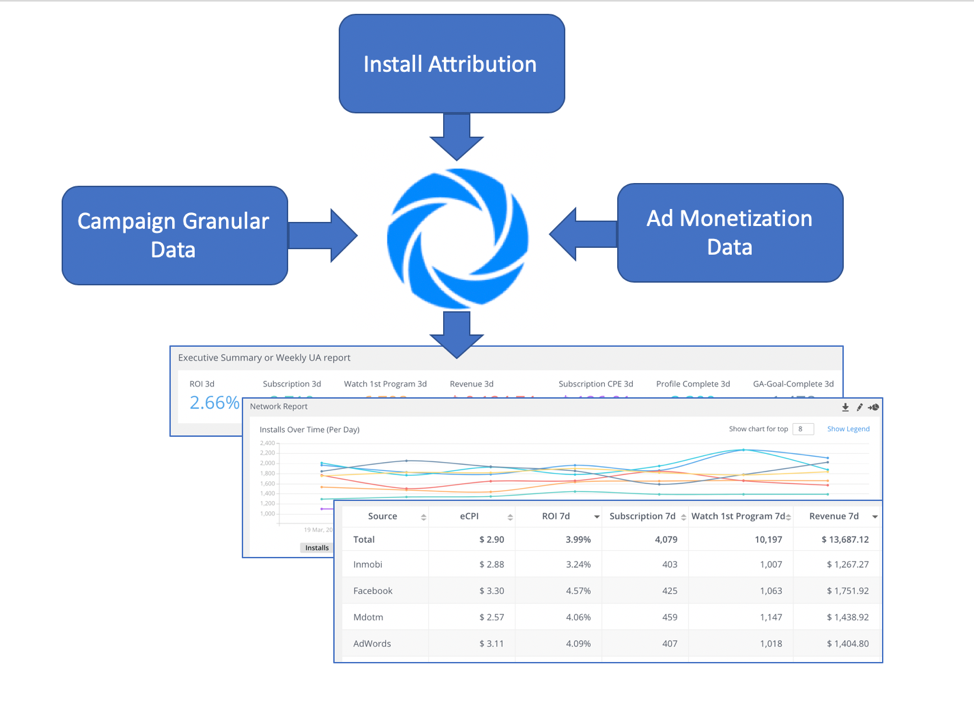 Install Attribution
Campaign Granular
Data
Ad Monetization
Data
Executive Summary or Weekly UA report
ROI 3d Subscription 3d Watch 1st Program 3d Revenue 3d Subscription CPE 3d Profile Complete 3d GA-Goal-Complete 3d
2.66%
Network Report
Installs Over Time (Per Day) Show chart for top 8 Show Legend
2,400
2,200
2,000
1,800
1,600
1,400
1,200
1,000
19 Mar, 20
Installs
Source eCPI ROI 7d Subscription 7d Watch 1st Program 7d Revenue 7d
Total $ 2.90 3.99% 4,079 10,197 $ 13,687.12
Inmobi $ 2.88 3.24% 403 1,007 $ 1,267.27
Facebook $ 3.30 4.57% 425 1,063 $ 1,751.92
Mdotm $ 2.57 4.06% 459 1,147 $ 1,438.92
AdWords $ 3.11 4.09% 407 1,018 $ 1,404.80